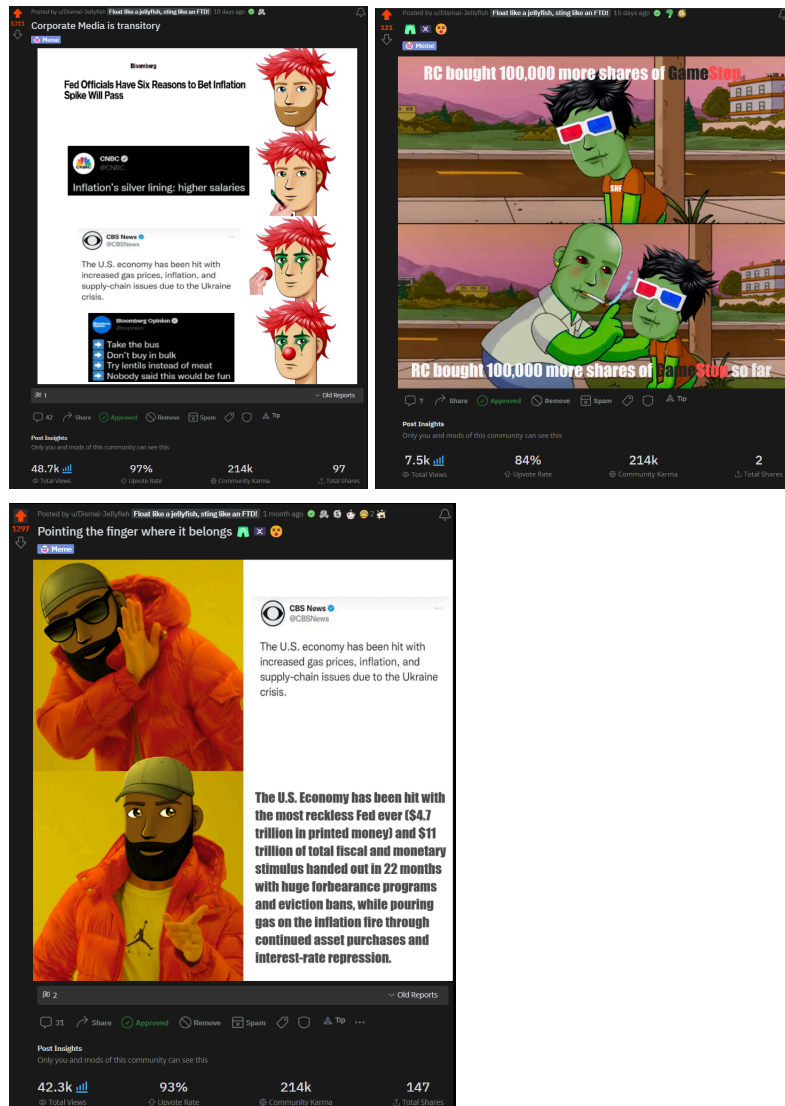 Posted by u/Dismal-Jellyfish Float like a jellyfish, sting like an FTD! 18 days ago
1311
Corporate Media is transitory
Meme
Bloomberg
Fed Officials Have Six Reasons to Bet Inflation
Spike Will Pass
CNBC
@CNBC
Inflation's silver lining: higher salaries
CBS News
@CBSNews
The U.S. economy has been hit with
increased gas prices, inflation, and
supply-chain issues due to the Ukraine
crisis.
Bloomberg Opinion
@bopinion
Take the bus
Don't buy in bulk
Try lentils instead of meat
Nobody said this would be fun
1 Old Reports
42 Share Approved Remove Spam Tip
Post Insights
Only you and mods of this community can see this
48.7k 97% 214k 97
Total Views Upvote Rate Community Karma Total Shares
Posted by u/Dismal-Jellyfish Float like a jellyfish, sting like an FTD! 15 days ago
121
Meme
RC bought 100,000 more shares of GameStop.
SHF
RC bought 100,000 more shares of GameStop so far
7 Share Approved Remove Spam Tip
Post Insights
Only you and mods of this community can see this
7.5k 84% 214k 2
Total Views Upvote Rate Community Karma Total Shares
Posted by u/Dismal-Jellyfish Float like a jellyfish, sting like an FTD! 1 month ago 2
1297
Pointing the finger where it belongs
Meme
CBS News
@CBSNews
The U.S. economy has been hit with
increased gas prices, inflation, and
supply-chain issues due to the Ukraine
crisis.
The U.S. Economy has been hit with
the most reckless Fed ever ($4.7
trillion in printed money) and $11
trillion of total fiscal and monetary
stimulus handed out in 22 months
with huge forbearance programs
and eviction bans, while pouring
gas on the inflation fire through
continued asset purchases and
interest-rate repression.
2 Old Reports
31 Share Approved Remove Spam Tip
Post Insights
Only you and mods of this community can see this
42.3k 93% 214k 147
Total Views Upvote Rate Community Karma Total Shares